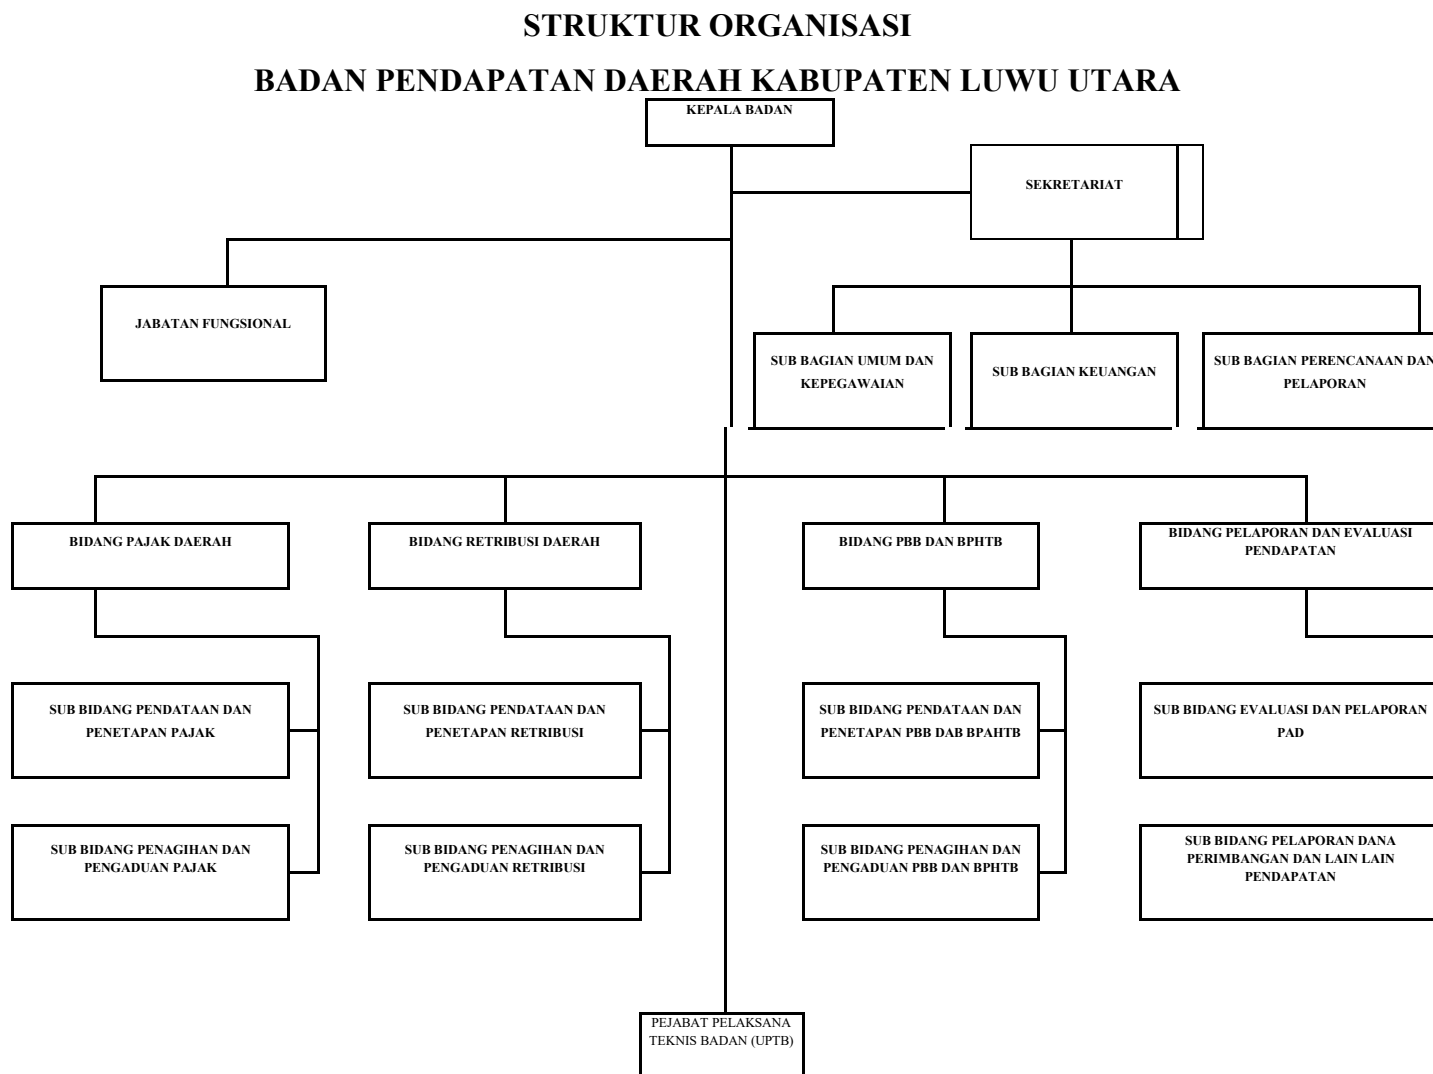 STRUKTUR ORGANISASI
BADAN PENDAPATAN DAERAH KABUPATEN LUWU UTARA
KEPALA BADAN
SEKRETARIAT
JABATAN FUNGSIONAL
SUB BAGIAN UMUM DAN
KEPEGAWAIAN
SUB BAGIAN KEUANGAN
SUB BAGIAN PERENCANAAN DAN
PELAPORAN
BIDANG PAJAK DAERAH
BIDANG RETRIBUSI DAERAH
BIDANG PBB DAN BPHTB
BIDANG PELAPORAN DAN EVALUASI
PENDAPATAN
SUB BIDANG PENDATAAN DAN
PENETAPAN PAJAK
SUB BIDANG PENDATAAN DAN
PENETAPAN RETRIBUSI
SUB BIDANG PENDATAAN DAN
PENETAPAN PBB DAB BPAHTB
SUB BIDANG EVALUASI DAN PELAPORAN
PAD
SUB BIDANG PENAGIHAN DAN
PENGADUAN PAJAK
SUB BIDANG PENAGIHAN DAN
PENGADUAN RETRIBUSI
SUB BIDANG PENAGIHAN DAN
PENGADUAN PBB DAN BPHTB
SUB BIDANG PELAPORAN DANA
PERIMBANGAN DAN LAIN LAIN
PENDAPATAN
PEJABAT PELAKSANA
TEKNIS BADAN (UPTB)